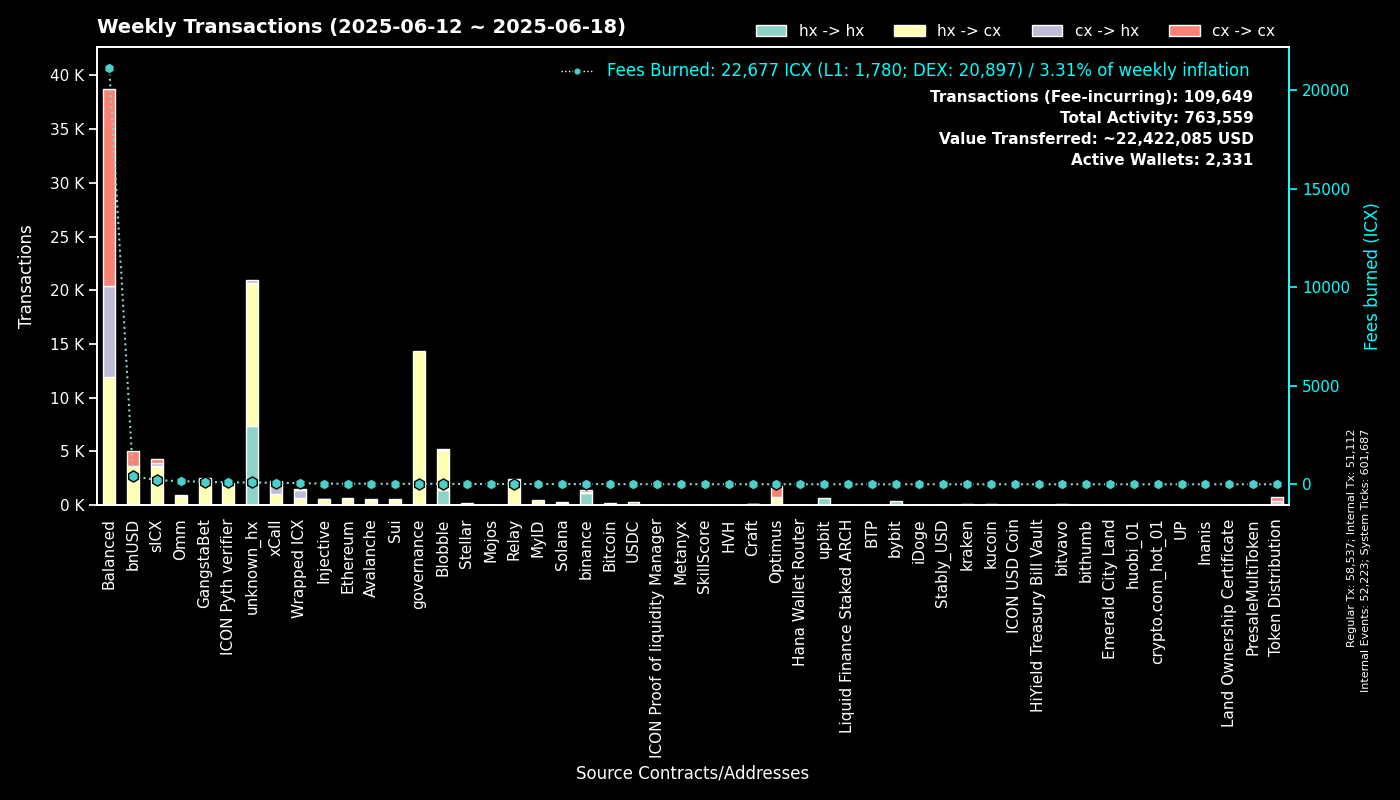 Weekly Transactions (2025-06-12 ~ 2025-06-18)
hx -> hx
hx -> cx
cx -> hx
cx -> cx
Fees Burned: 22,677 ICX (L1: 1,780; DEX: 20,897) / 3.31% of weekly inflation
Transactions (Fee-incurring): 109,649
Total Activity: 763,559
Value Transferred: ~22,422,085 USD
Active Wallets: 2,331
Transactions
40 K
35 K
30 K
25 K
20 K
15 K
10 K
5 K
0 K
20000
15000
10000
5000
0
Fees burned (ICX)
Regular Tx: 58,537; Internal Tx: 51,112
Internal Events: 52,223; System Ticks: 601,687
Balanced
bnUSD
sICX
Omm
GangstaBet
ICON Pyth verifier
unknown_hx
xCall
Wrapped ICX
Injective
Ethereum
Avalanche
Sui
governance
Blobble
Stellar
Mojos
Relay
MyID
Solana
binance
Bitcoin
USDC
ICON Proof of liquidity Manager
Metanyx
SkillScore
HVH
Craft
Optimus
Hana Wallet Router
upbit
Liquid Finance Staked ARCH
BTP
bybit
iDoge
Stably_USD
kraken
kucoin
ICON USD Coin
HiYield Treasury Bill Vault
bitvavo
bithumb
Emerald City Land
huobi_01
crypto.com_hot_01
UP
Inanis
Land Ownership Certificate
PresaleMultiToken
Token Distribution
Source Contracts/Addresses